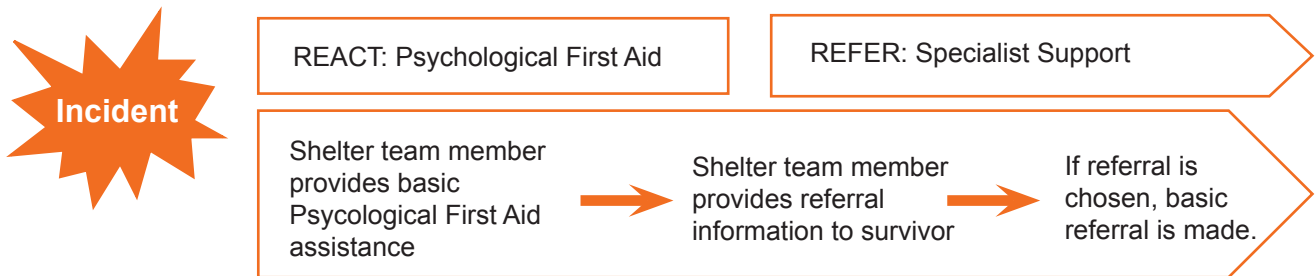 Incident
REACT: Psychological First Aid
REFER: Specialist Support
Shelter team member
provides basic
Psycological First Aid
assistance
Shelter team member
provides referral
information to survivor
If referral is
chosen, basic
referral is made.